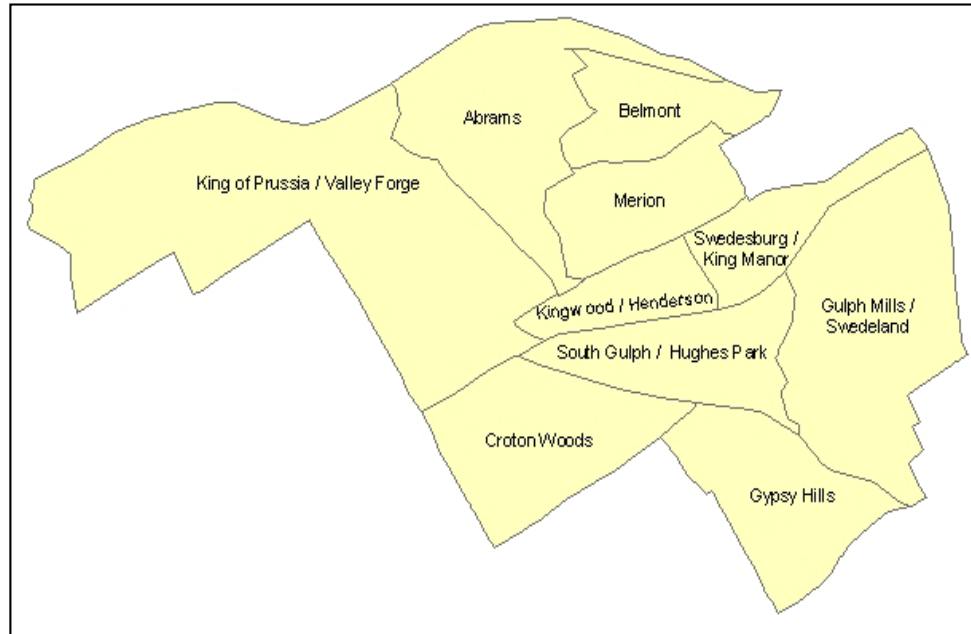 Abrams
Belmont
King of Prussia / Valley Forge
Merion
Swedesburg /
King Manor
Kingwood / Henderson
Gulph Mills /
Swedeland
South Gulph / Hughes Park
Croton Woods
Gypsy Hills